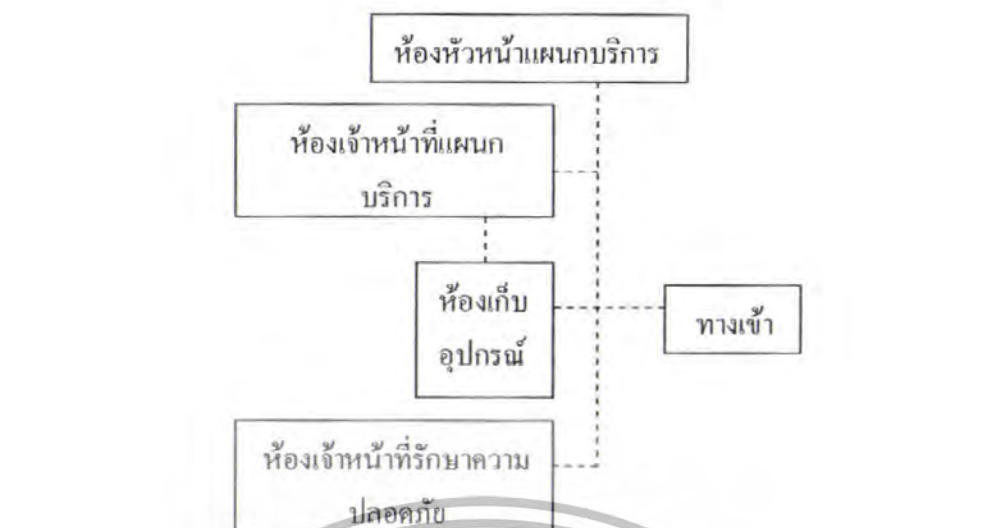 ห้องหัวหน้าแผนกบริการ
ห้องเจ้าหน้าที่แผนก
บริการ
ห้องเก็บ
อุปกรณ์
ทางเข้า
ห้องเจ้าหน้าที่รักษาความ
ปลอดภัย